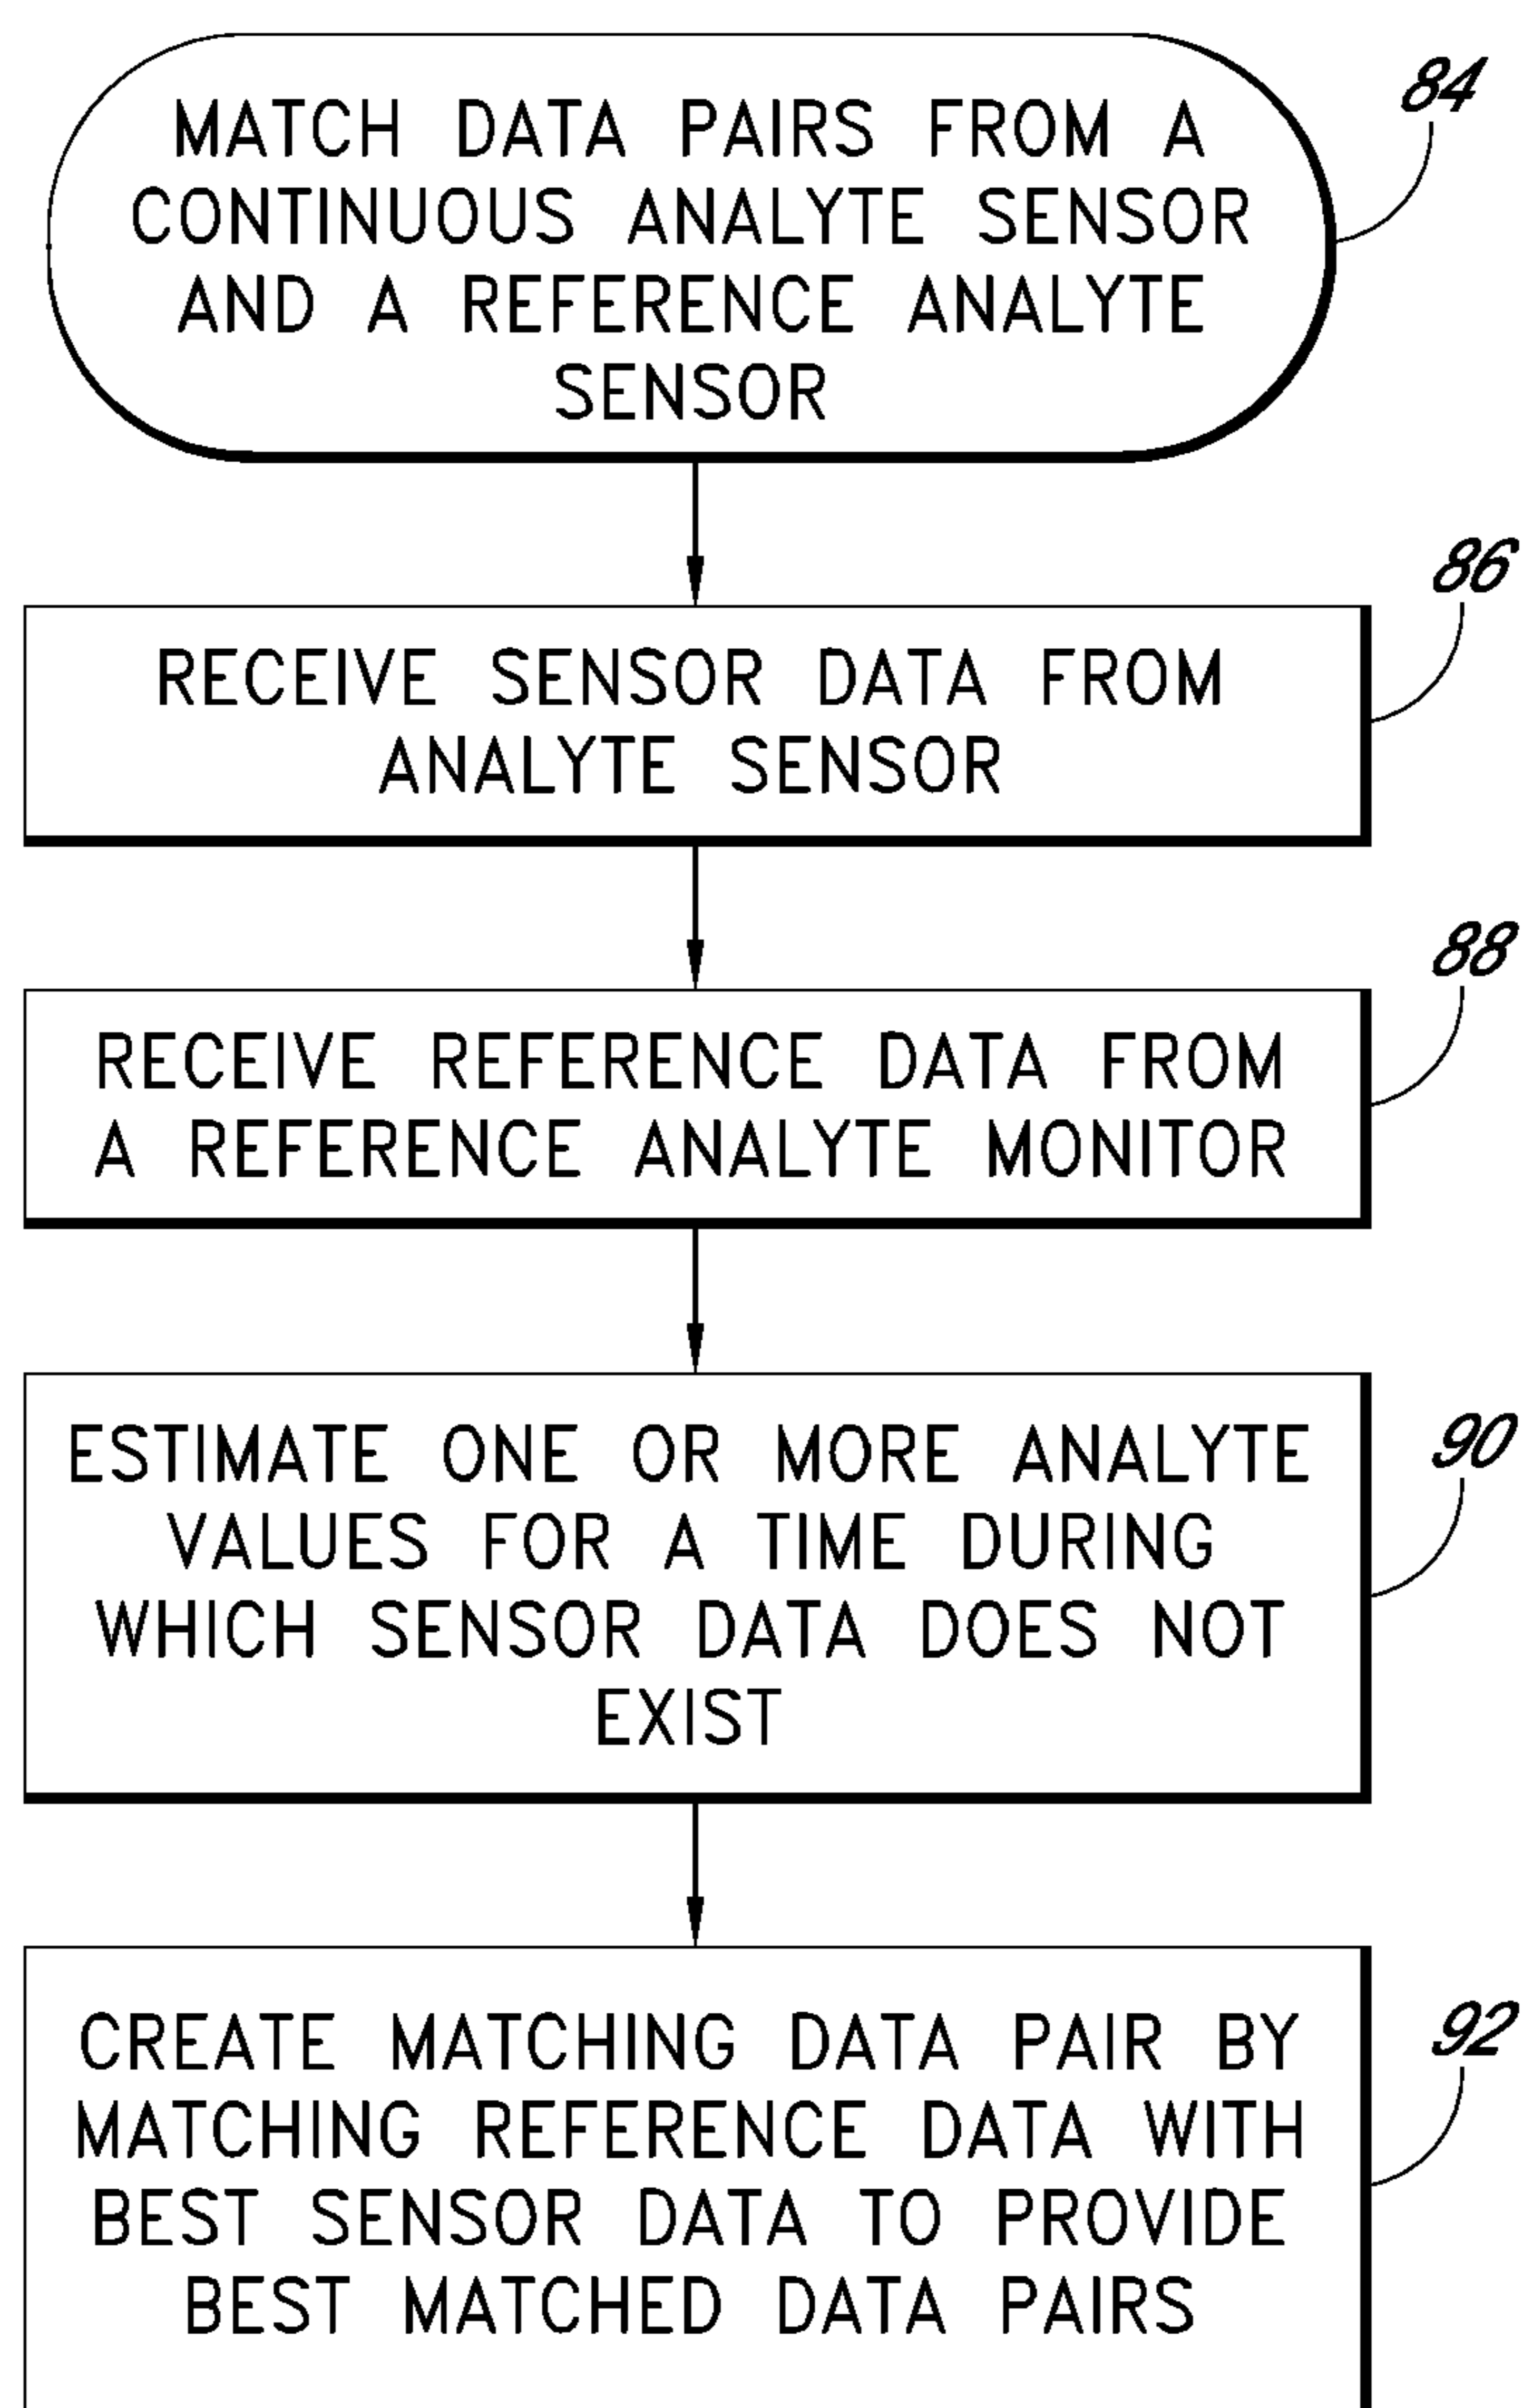 84
MATCH DATA PAIRS FROM A
CONTINUOUS ANALYTE SENSOR
AND A REFERENCE ANALYTE
SENSOR
86
RECEIVE SENSOR DATA FROM
ANALYTE SENSOR
88
RECEIVE REFERENCE DATA FROM
A REFERENCE ANALYTE MONITOR
90
ESTIMATE ONE OR MORE ANALYTE
VALUES FOR A TIME DURING
WHICH SENSOR DATA DOES NOT
EXIST
92
CREATE MATCHING DATA PAIR BY
MATCHING REFERENCE DATA WITH
BEST SENSOR DATA TO PROVIDE
BEST MATCHED DATA PAIRS